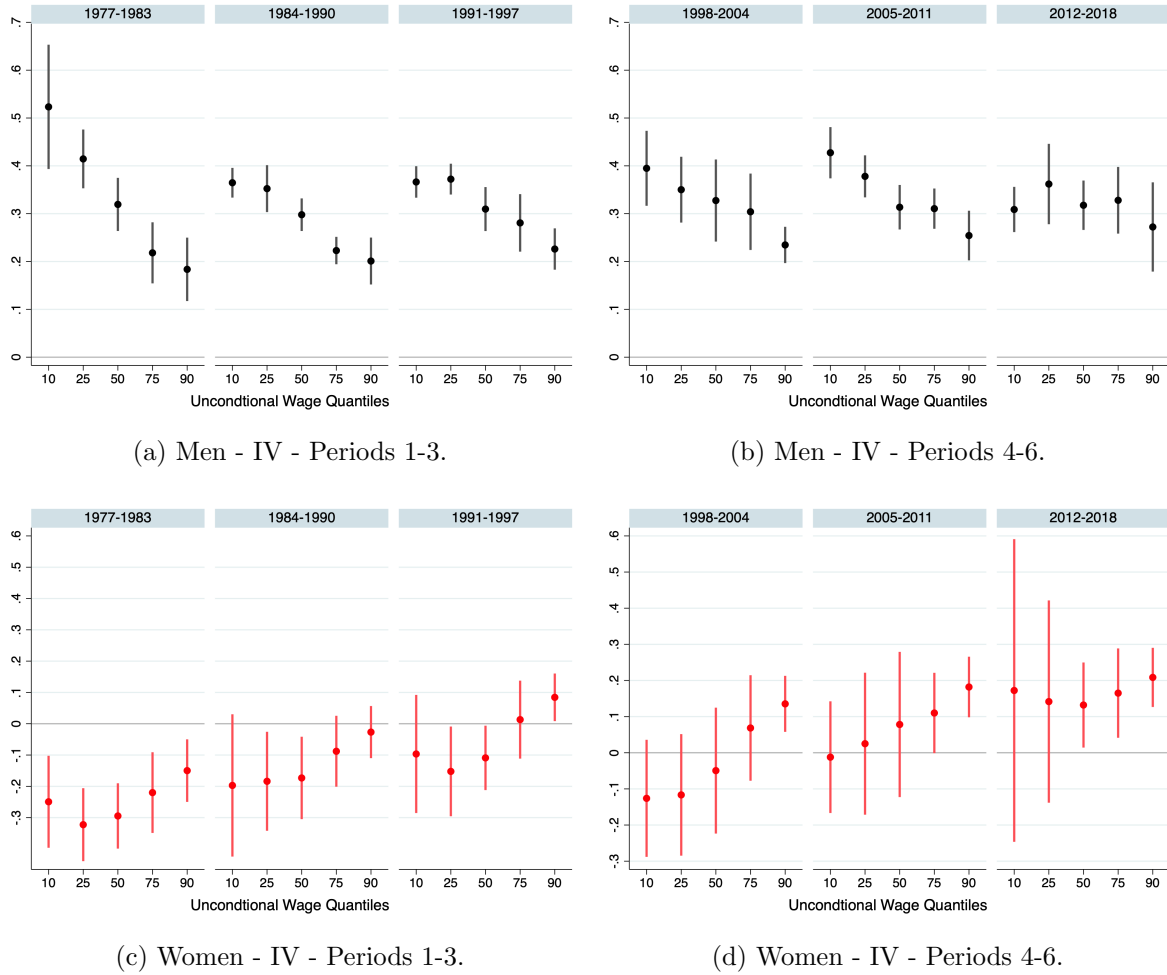 1977-1983 1984-1990 1991-1997
.7
.6
.5
.4
.3
.2
.1
0
10 25 50 75 90 10 25 50 75 90 10 25 50 75 90
Uncondtional Wage Quantiles
(a) Men - IV - Periods 1-3.
1998-2004 2005-2011 2012-2018
.7
.6
.5
.4
.3
.2
.1
0
10 25 50 75 90 10 25 50 75 90 10 25 50 75 90
Uncondtional Wage Quantiles
(b) Men - IV - Periods 4-6.
1977-1983 1984-1990 1991-1997
.6
.5
.4
.3
.2
.1
0
-.1
-.2
-.3
10 25 50 75 90 10 25 50 75 90 10 25 50 75 90
Uncondtional Wage Quantiles
(c) Women - IV - Periods 1-3.
1998-2004 2005-2011 2012-2018
.6
.5
.4
.3
.2
.1
0
-.1
-.2
-.3
10 25 50 75 90 10 25 50 75 90 10 25 50 75 90
Uncondtional Wage Quantiles
(d) Women - IV - Periods 4-6.